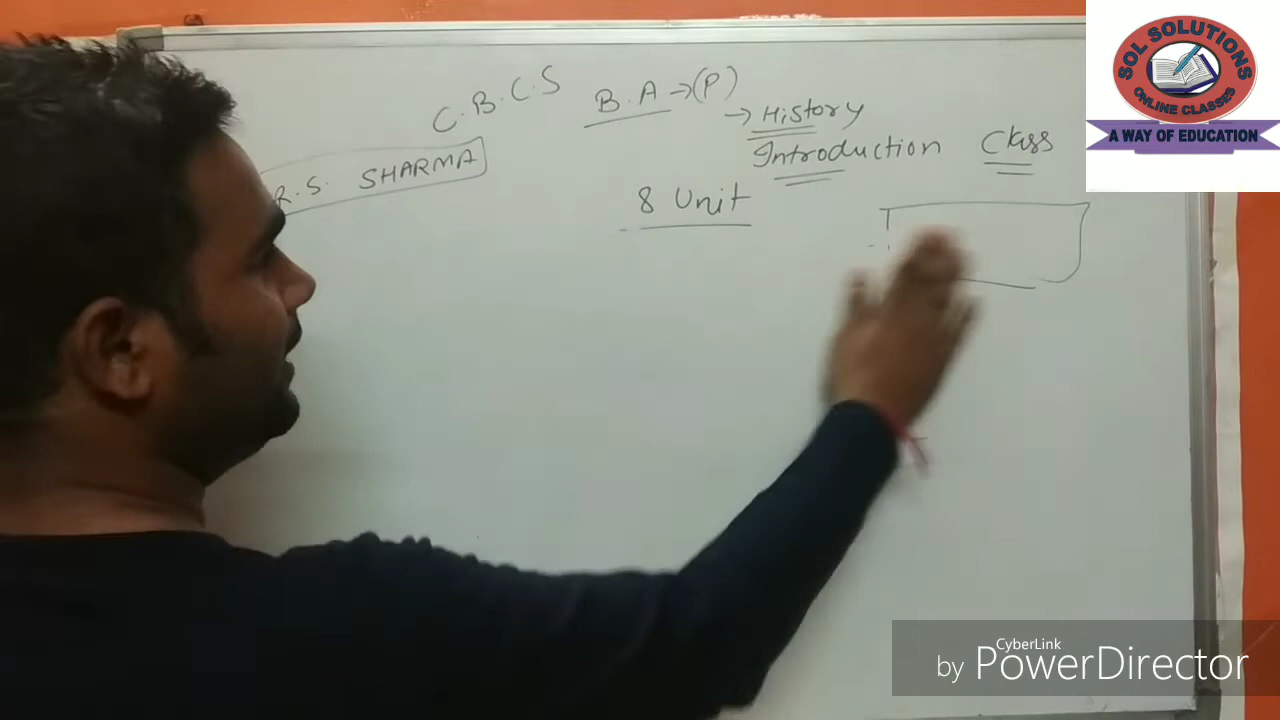 C.B.C.S B.A → (P)
→ History
Introduction Class
R.S. SHARMA
8 Unit
SOL SOLUTIONS
ONLINE CLASSES
A WAY OF EDUCATION
CyberLink
by PowerDirector